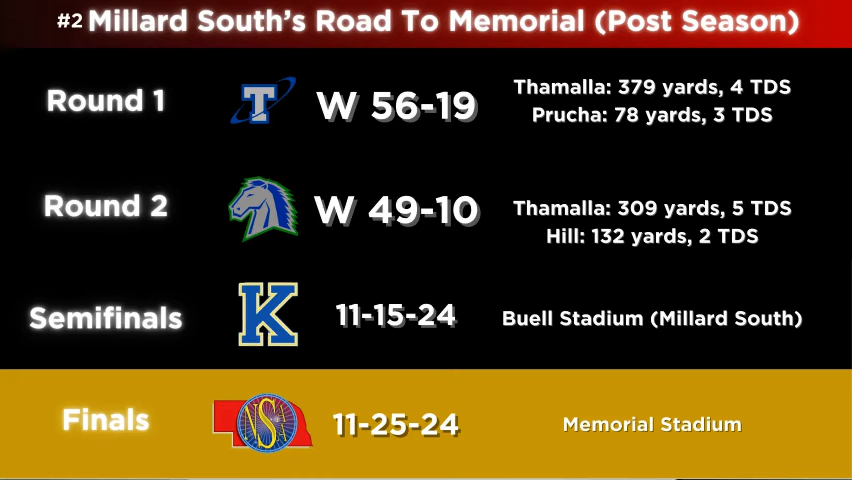 #2 Millard South's Road To Memorial (Post Season)
Round 1
T
W 56-19
Thamalla: 379 yards, 4 TDS
Prucha: 78 yards, 3 TDS
Round 2
W 49-10
Thamalla: 309 yards, 5 TDS
Hill: 132 yards, 2 TDS
Semifinals
K
11-15-24
Buell Stadium (Millard South)
Finals
NSAA
11-25-24
Memorial Stadium